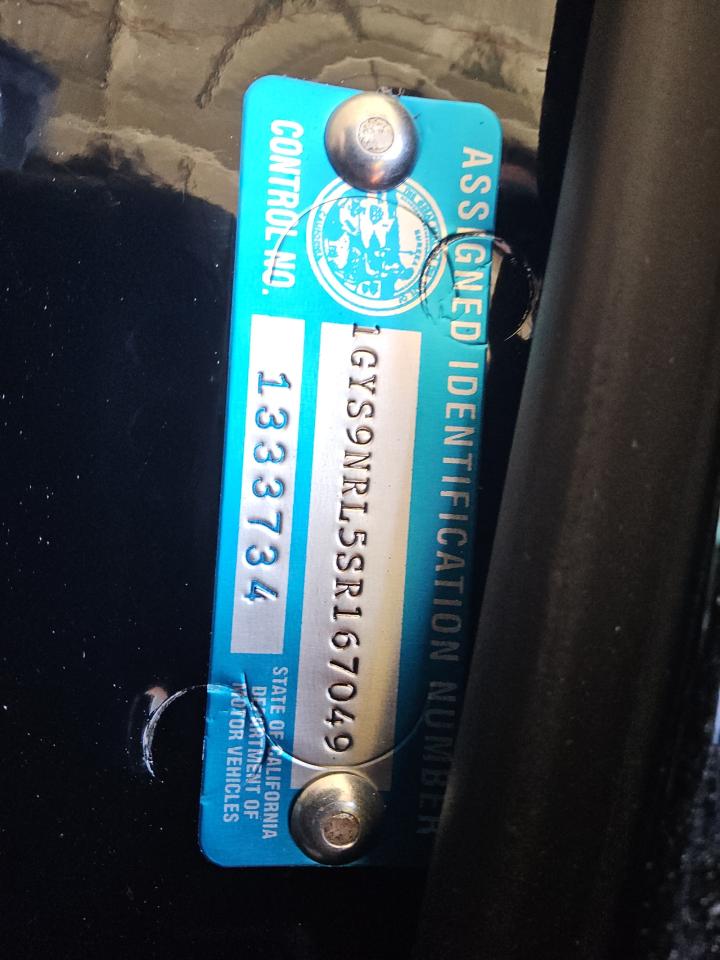 ASSIGNED IDENTIFICATION NUMBER
1GYS9NRL5SR167049
CONTROL NO.
1333734
STATE OF CALIFORNIA
DEPARTMENT OF
MOTOR VEHICLES